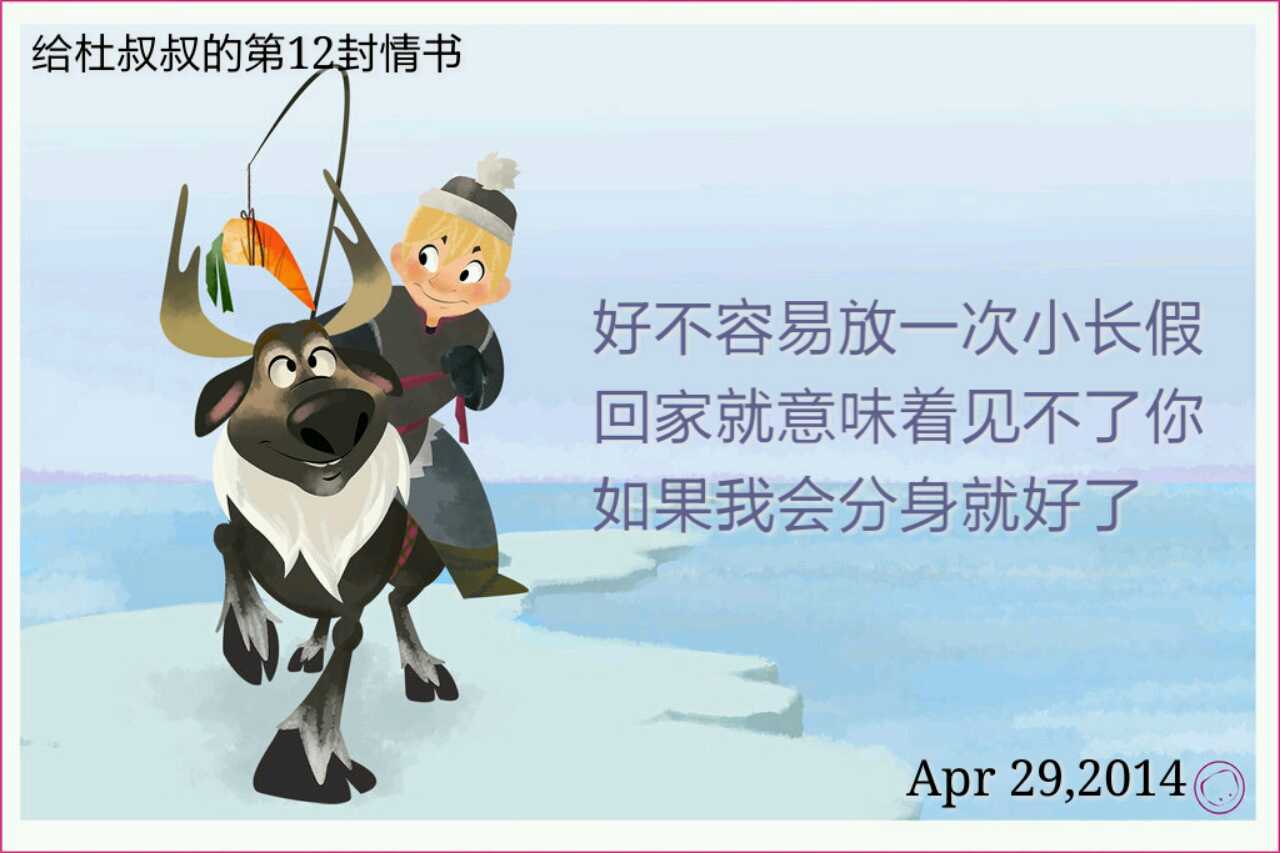 给杜叔叔的第12封情书
好不容易放一次小长假
回家就意味着见不了你
如果我会分身就好了
Apr 29,2014